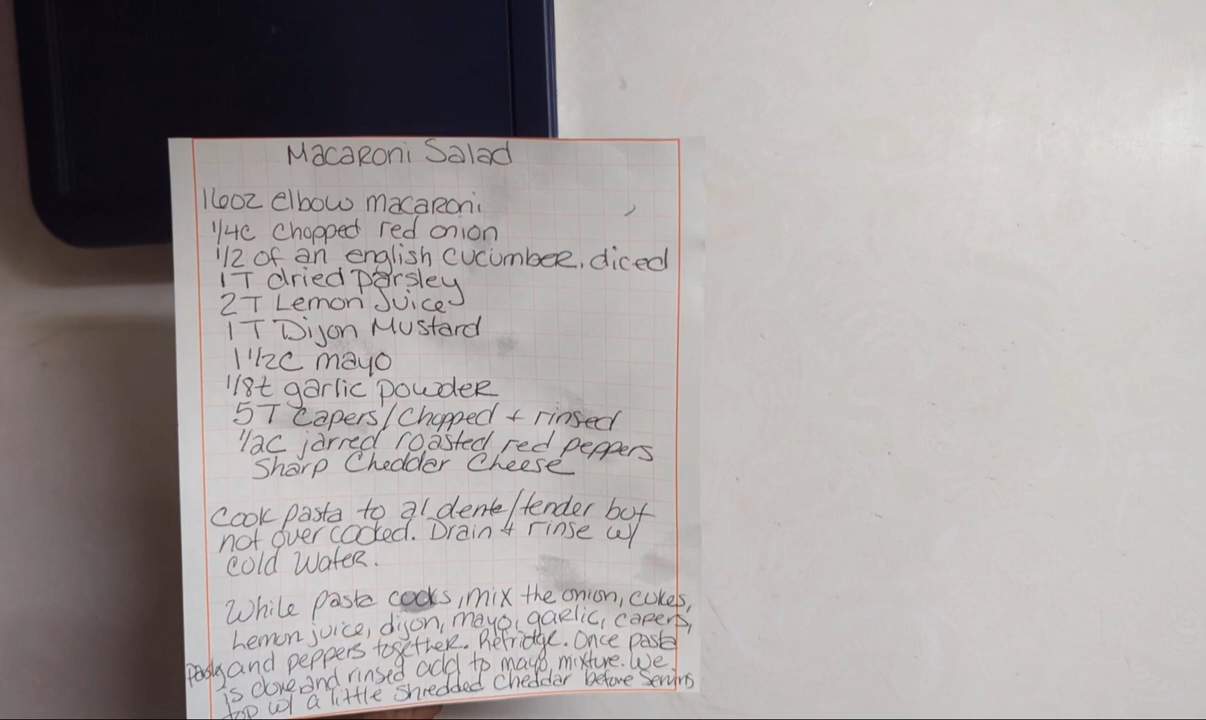 Macaroni Salad
16oz elbow macaroni
1/4c chopped red onion
1/2 of an english cucumber, diced
1T dried parsley
2T Lemon Juice
1T Dijon Mustard
1 1/2c mayo
1/8t garlic powder
5T Capers/Chopped + rinsed
1/2c jarred roasted red peppers
Sharp Cheddar Cheese
Cook pasta to al dente/tender but
not over cooked. Drain + rinse w/
cold water.
While pasta cooks, mix the onion, cukes,
Lemon juice, dijon, mayo, garlic, capers,
parsley and peppers together. Refridge. Once pasta
is done and rinsed add to mayo mixture. We
top w/ a little shredded cheddar before serving